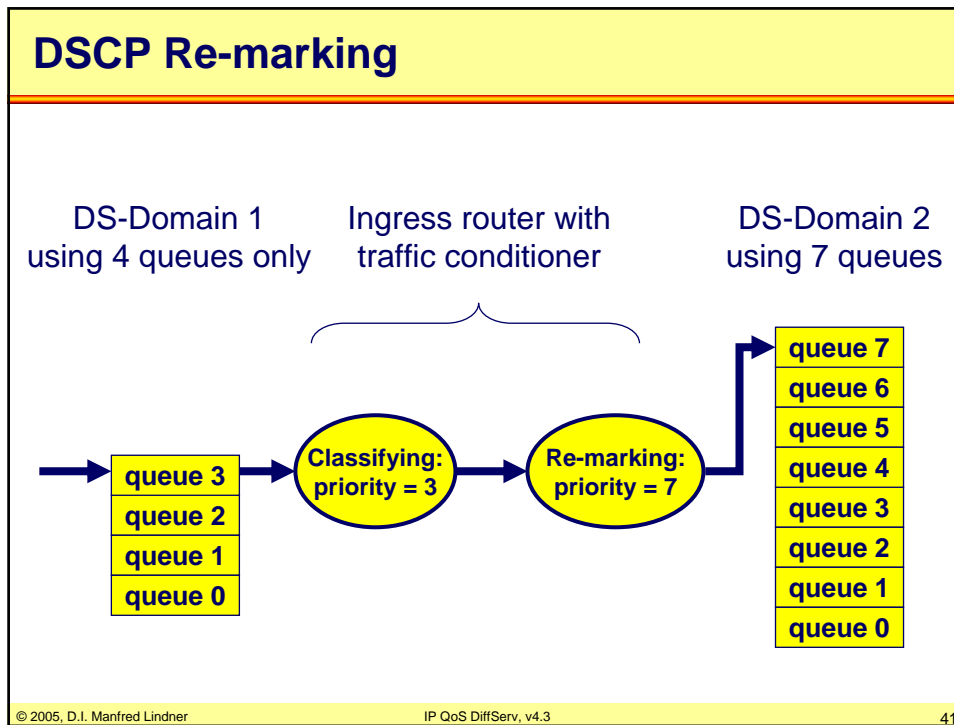 DSCP Re-marking
DS-Domain 1
using 4 queues only
Ingress router with
traffic conditioner
DS-Domain 2
using 7 queues
queue 3
queue 2
queue 1
queue 0
Classifying:
priority = 3
Re-marking:
priority = 7
queue 7
queue 6
queue 5
queue 4
queue 3
queue 2
queue 1
queue 0
© 2005, D.I. Manfred Lindner
IP QoS DiffServ, v4.3
41